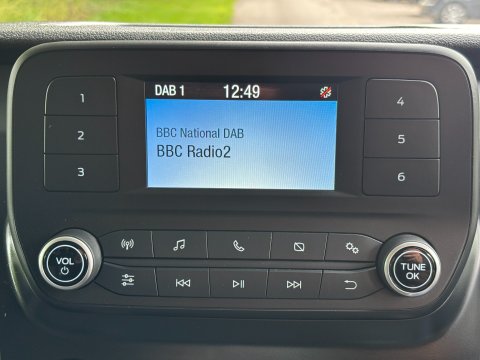 DAB 1 12:49
1
2
3
BBC National DAB
BBC Radio2
4
5
6
VOL
TUNE
OK